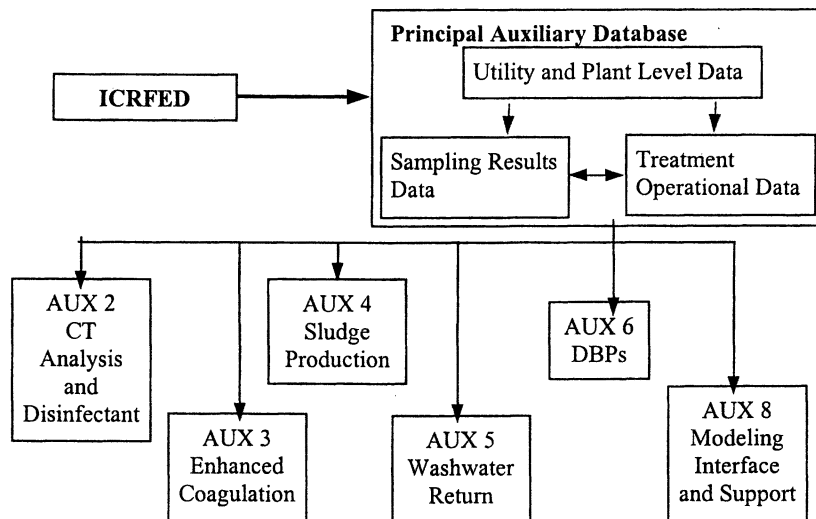 Principal Auxiliary Database
Utility and Plant Level Data
ICRFED
Sampling Results
Data
Treatment
Operational Data
AUX 2
CT
Analysis
and
Disinfectant
AUX 3
Enhanced
Coagulation
AUX 4
Sludge
Production
AUX 5
Washwater
Return
AUX 6
DBPs
AUX 8
Modeling
Interface
and Support